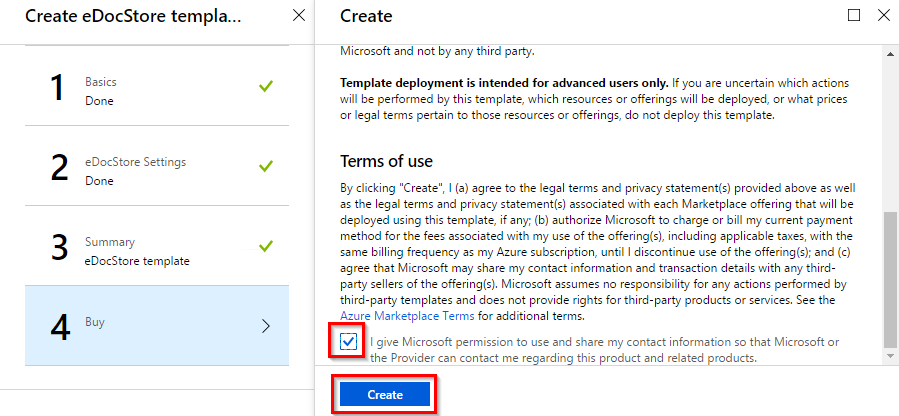 Create eDocStore templa...
1
Basics
Done
2
eDocStore Settings
Done
3
Summary
eDocStore template
4
Buy
Create
Microsoft and not by any third party.
Template deployment is intended for advanced users only. If you are uncertain which actions
will be performed by this template, which resources or offerings will be deployed, or what prices
or legal terms pertain to those resources or offerings, do not deploy this template.
Terms of use
By clicking "Create", I (a) agree to the legal terms and privacy statement(s) provided above as well
as the legal terms and privacy statement(s) associated with each Marketplace offering that will be
deployed using this template, if any; (b) authorize Microsoft to charge or bill my current payment
method for the fees associated with my use of the offering(s), including applicable taxes, with the
same billing frequency as my Azure subscription, until I discontinue use of the offering(s); and (c)
agree that Microsoft may share my contact information and transaction details with any third-
party sellers of the offering(s). Microsoft assumes no responsibility for any actions performed by
third-party templates and does not provide rights for third-party products or services. See the
Azure Marketplace Terms for additional terms.
I give Microsoft permission to use and share my contact information so that Microsoft or
the Provider can contact me regarding this product and related products.
Create